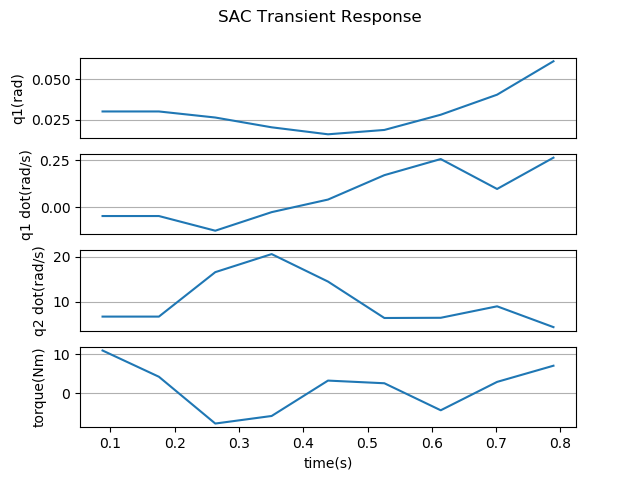 SAC Transient Response
q1(rad)
0.050
0.025
q1 dot(rad/s)
0.25
0.00
q2 dot(rad/s)
20
10
torque(Nm)
10
0
0.1 0.2 0.3 0.4 0.5 0.6 0.7 0.8
time(s)